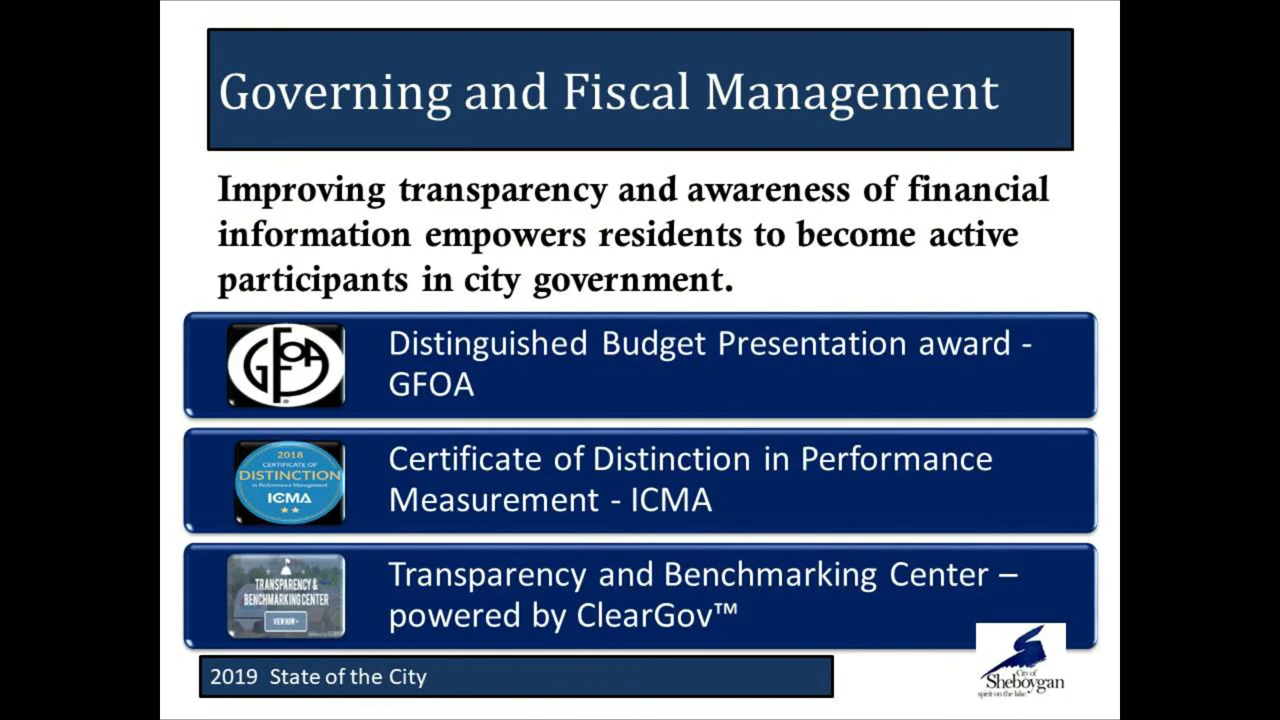 Governing and Fiscal Management
Improving transparency and awareness of financial
information empowers residents to become active
participants in city government.
GFOA
Distinguished Budget Presentation award -
GFOA
2018
CERTIFICATE OF
DISTINCTION
in Performance Management
ICMA
Certificate of Distinction in Performance
Measurement - ICMA
TRANSPARENCY &
BENCHMARKING CENTER
VIEW NOW
Transparency and Benchmarking Center –
powered by ClearGov™
2019 State of the City
City of
Sheboygan
spirit on the lake